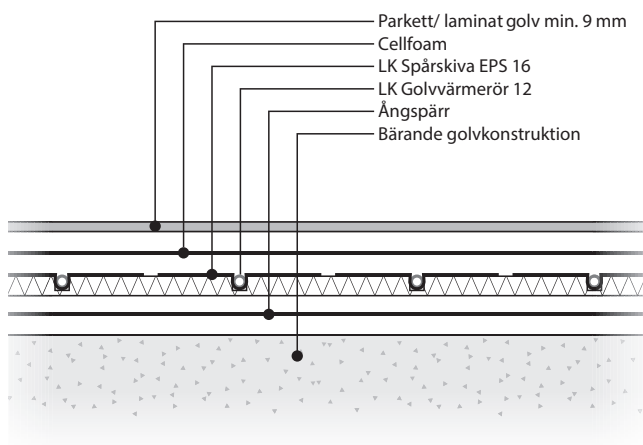 Parkett/ laminat golv min. 9 mm
Cellfoam
LK Spårskiva EPS 16
LK Golvvärmerör 12
Ångspärr
Bärande golvkonstruktion